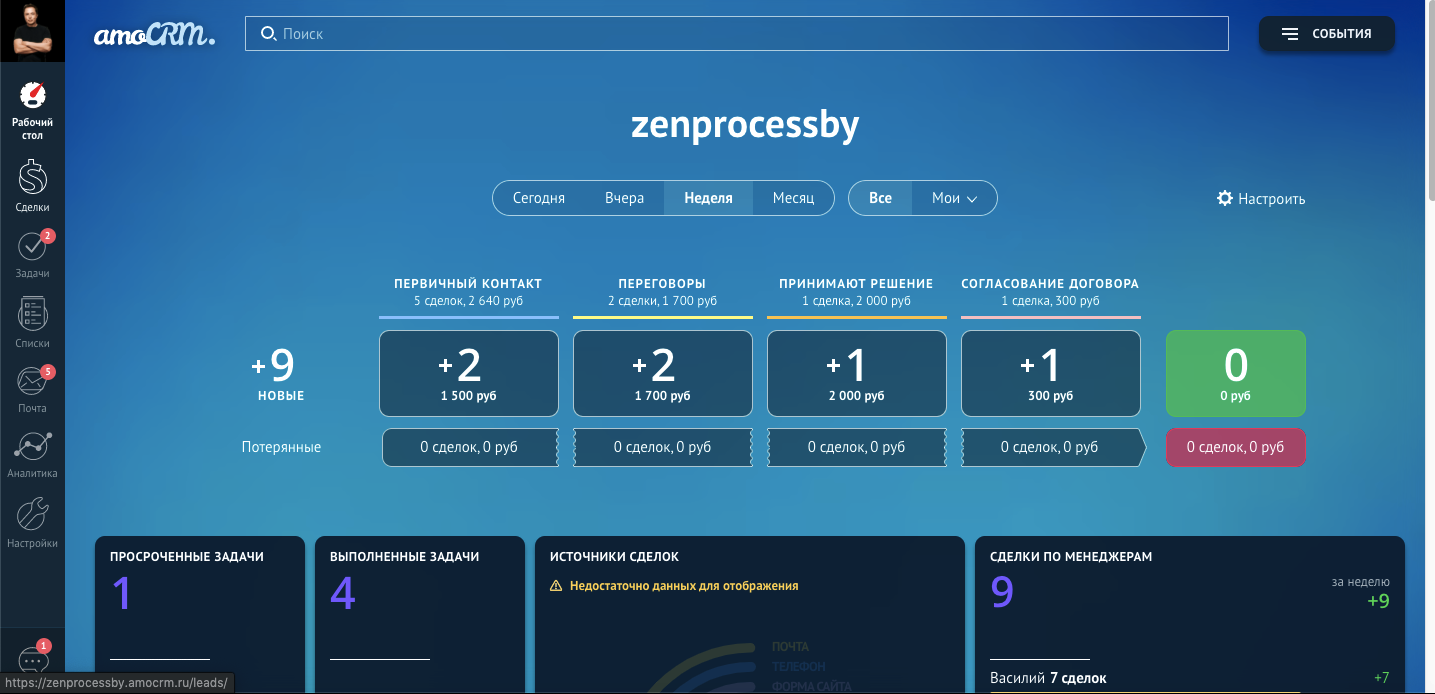 amoCRM.
Поиск
СОБЫТИЯ
Рабочий
стол
Сделки
2
Задачи
Списки
5
Почта
Аналитика
Настройки
1
zenprocessby
Сегодня Вчера Неделя Месяц Все Мои
Настроить
ПЕРВИЧНЫЙ КОНТАКТ ПЕРЕГОВОРЫ ПРИНИМАЮТ РЕШЕНИЕ СОГЛАСОВАНИЕ ДОГОВОРА
5 сделок, 2 640 руб 2 сделки, 1 700 руб 1 сделка, 2 000 руб 1 сделка, 300 руб
+9 +2 +2 +1 +1 0
НОВЫЕ 1 500 руб 1 700 руб 2 000 руб 300 руб 0 руб
Потерянные 0 сделок, 0 руб 0 сделок, 0 руб 0 сделок, 0 руб 0 сделок, 0 руб 0 сделок, 0 руб
ПРОСРОЧЕННЫЕ ЗАДАЧИ
1
ВЫПОЛНЕННЫЕ ЗАДАЧИ
4
ИСТОЧНИКИ СДЕЛОК
Недостаточно данных для отображения
ПОЧТА
ТЕЛЕФОН
ФОРМА САЙТА
СДЕЛКИ ПО МЕНЕДЖЕРАМ
9
за неделю
+9
Василий 7 сделок +7
https://zenprocessby.amocrm.ru/leads/